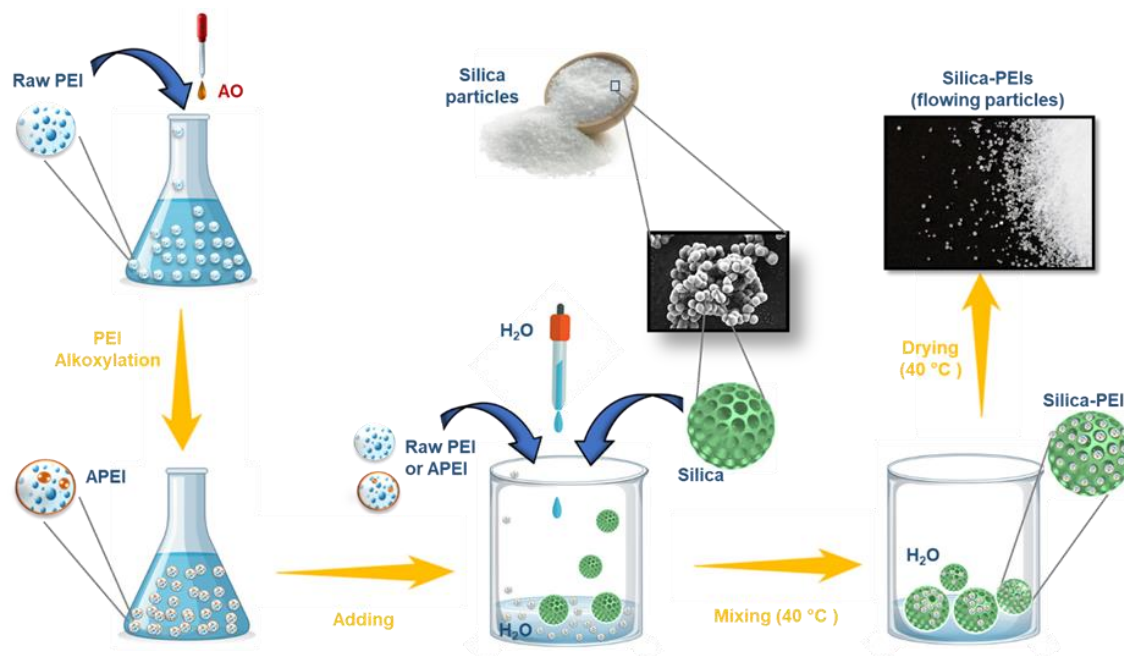 Raw PEI
AO
PEI
Alkoxylation
APEI
Adding
Silica
particles
H₂O
Raw PEI
or APEI
Silica
H₂O
Mixing (40 °C )
Silica-PEIs
(flowing particles)
Drying
(40 °C )
Silica-PEI
H₂O